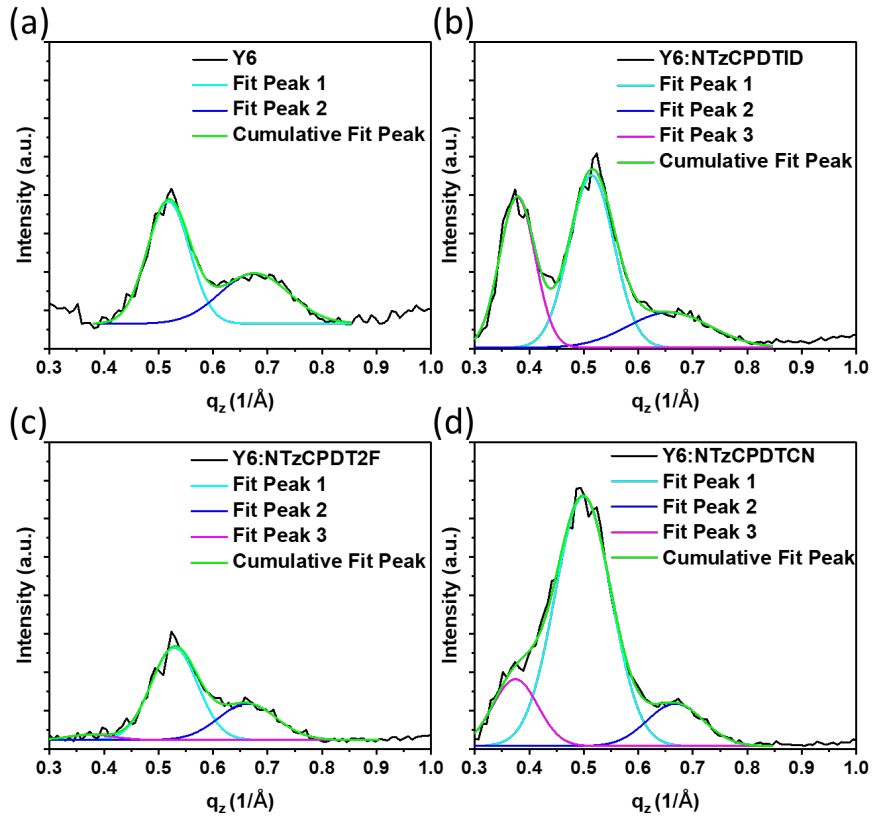 (a)
Y6
Fit Peak 1
Fit Peak 2
Cumulative Fit Peak
Intensity (a.u.)
0.3 0.4 0.5 0.6 0.7 0.8 0.9 1.0
qz (1/Å)
(b)
Y6:NTzCPDTID
Fit Peak 1
Fit Peak 2
Fit Peak 3
Cumulative Fit Peak
Intensity (a.u.)
0.3 0.4 0.5 0.6 0.7 0.8 0.9 1.0
qz (1/Å)
(c)
Y6:NTzCPDT2F
Fit Peak 1
Fit Peak 2
Fit Peak 3
Cumulative Fit Peak
Intensity (a.u.)
0.3 0.4 0.5 0.6 0.7 0.8 0.9 1.0
qz (1/Å)
(d)
Y6:NTzCPDTCN
Fit Peak 1
Fit Peak 2
Fit Peak 3
Cumulative Fit Peak
Intensity (a.u.)
0.3 0.4 0.5 0.6 0.7 0.8 0.9 1.0
qz (1/Å)